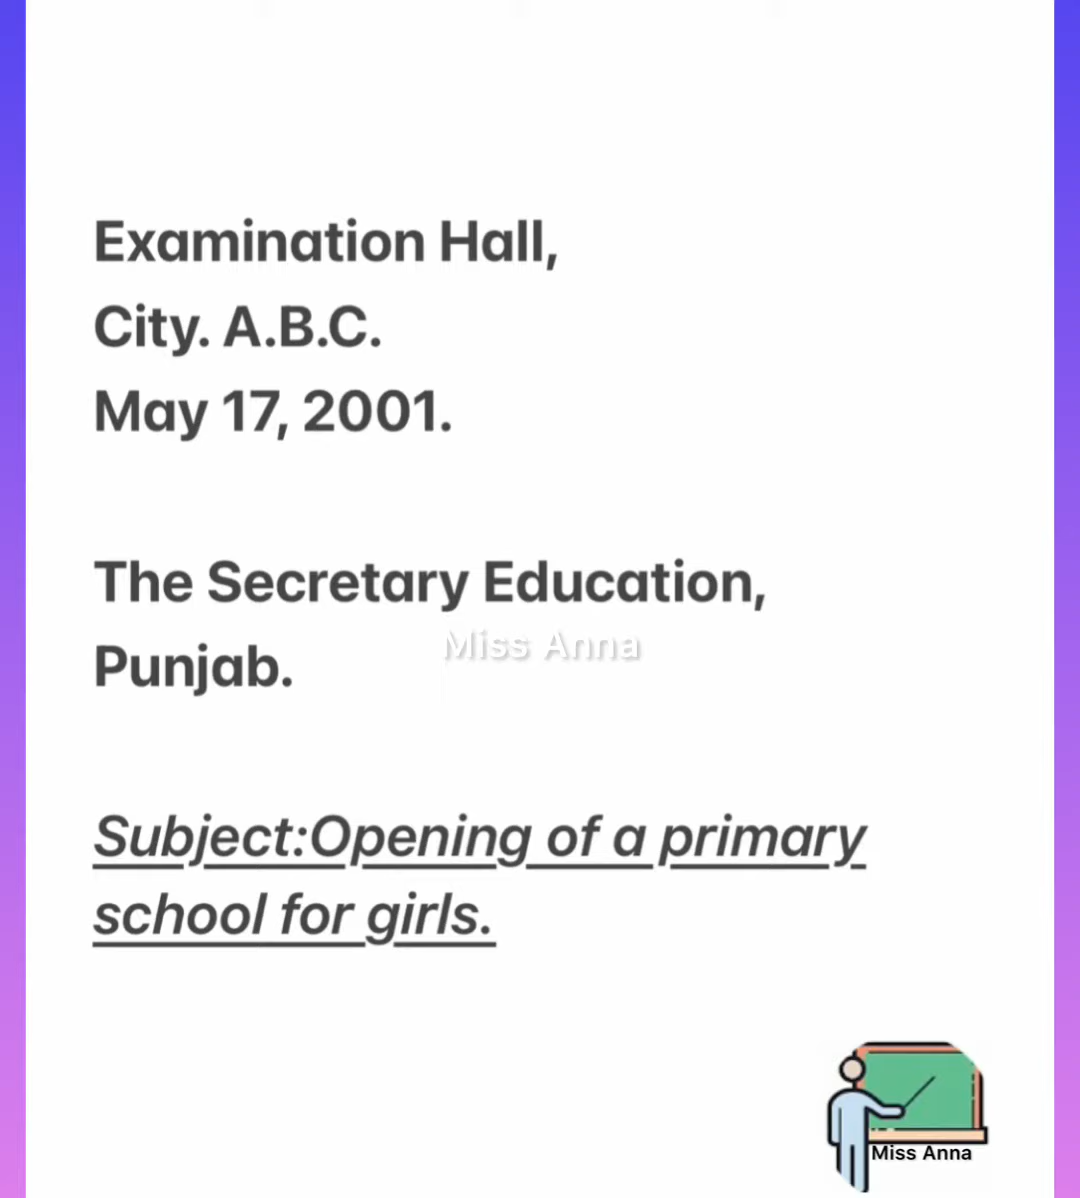 Examination Hall,
City. A.B.C.
May 17, 2001.
The Secretary Education,
Miss Anna
Punjab.
Subject:Opening of a primary
school for girls.
Miss Anna